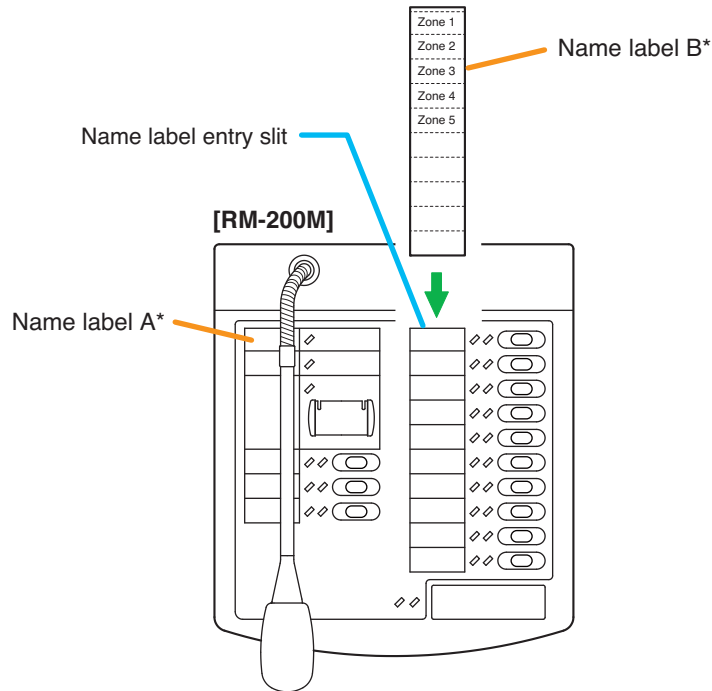 Zone 1
Zone 2
Name label B*
Zone 3
Zone 4
Zone 5
Name label entry slit
[RM-200M]
Name label A*